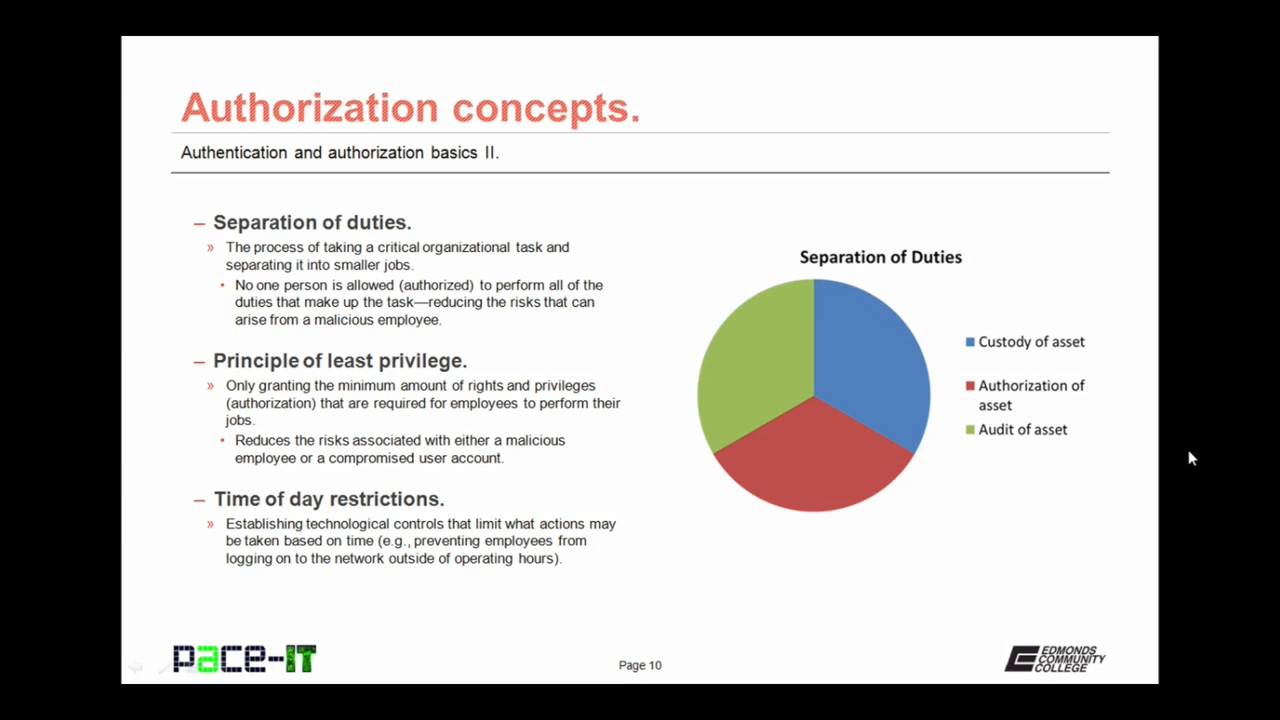 Authorization concepts.
Authentication and authorization basics II.
– Separation of duties.
» The process of taking a critical organizational task and
separating it into smaller jobs.
• No one person is allowed (authorized) to perform all of the
duties that make up the task—reducing the risks that can
arise from a malicious employee.
– Principle of least privilege.
» Only granting the minimum amount of rights and privileges
(authorization) that are required for employees to perform their
jobs.
• Reduces the risks associated with either a malicious
employee or a compromised user account.
– Time of day restrictions.
» Establishing technological controls that limit what actions may
be taken based on time (e.g., preventing employees from
logging on to the network outside of operating hours).
Separation of Duties
Custody of asset
Authorization of
asset
Audit of asset
pace-IT
Page 10
EDMONDS
COMMUNITY
COLLEGE